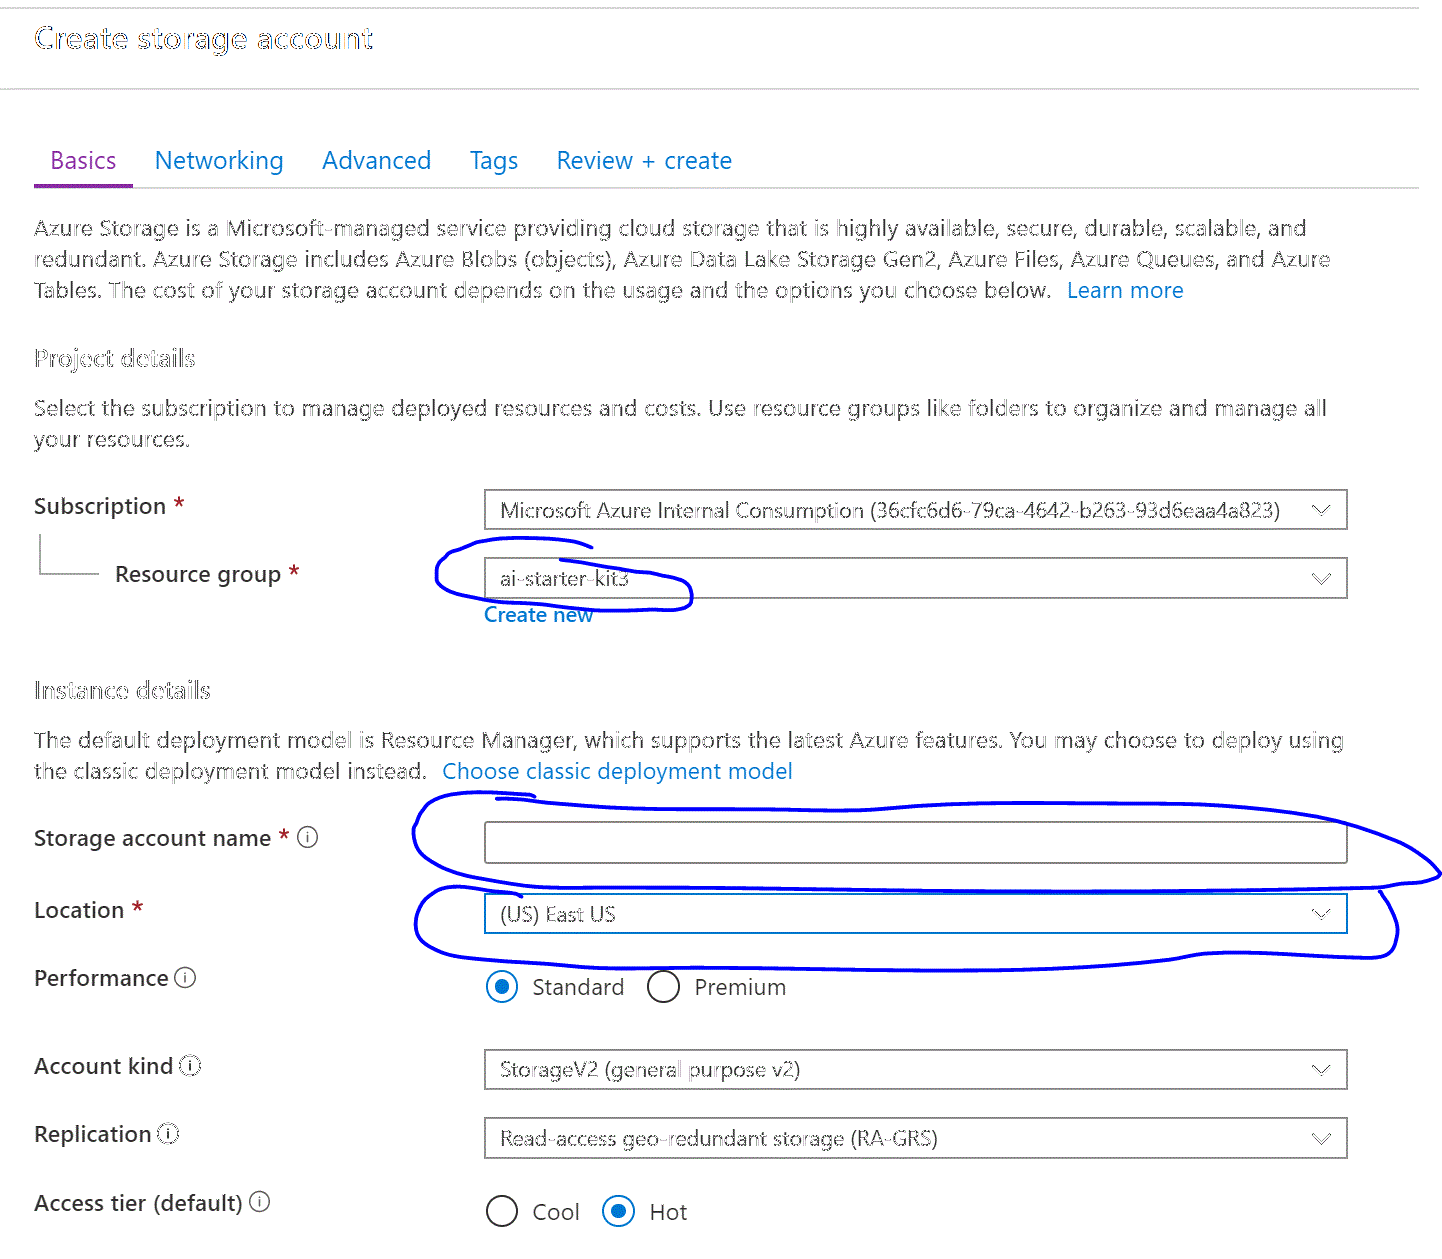 Create storage account
Basics Networking Advanced Tags Review + create
Azure Storage is a Microsoft-managed service providing cloud storage that is highly available, secure, durable, scalable, and
redundant. Azure Storage includes Azure Blobs (objects), Azure Data Lake Storage Gen2, Azure Files, Azure Queues, and Azure
Tables. The cost of your storage account depends on the usage and the options you choose below. Learn more
Project details
Select the subscription to manage deployed resources and costs. Use resource groups like folders to organize and manage all
your resources.
Subscription * Microsoft Azure Internal Consumption (36cfc6d6-79ca-4642-b263-93d6eaa4a823)
Resource group * ai-starter-kit3
Create new
Instance details
The default deployment model is Resource Manager, which supports the latest Azure features. You may choose to deploy using
the classic deployment model instead. Choose classic deployment model
Storage account name *
Location * (US) East US
Performance Standard Premium
Account kind StorageV2 (general purpose v2)
Replication Read-access geo-redundant storage (RA-GRS)
Access tier (default) Cool Hot